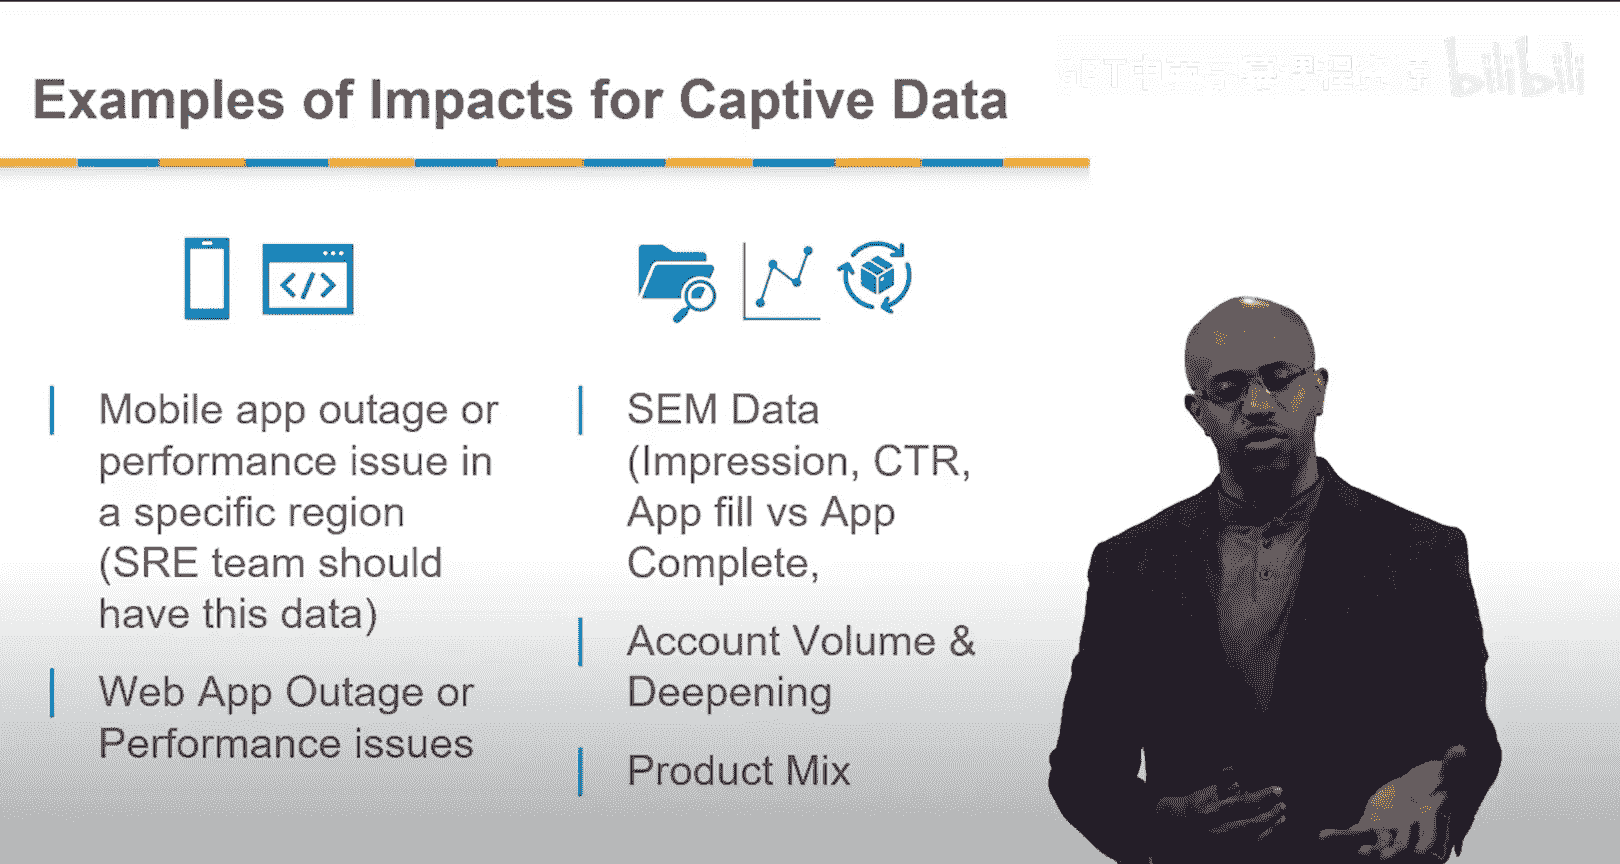 Examples of Impacts for Captive Data
bilibili
</>
Mobile app outage or
performance issue in
a specific region
(SRE team should
have this data)
Web App Outage or
Performance issues
SEM Data
(Impression, CTR,
App fill vs App
Complete,
Account Volume &
Deepening
Product Mix